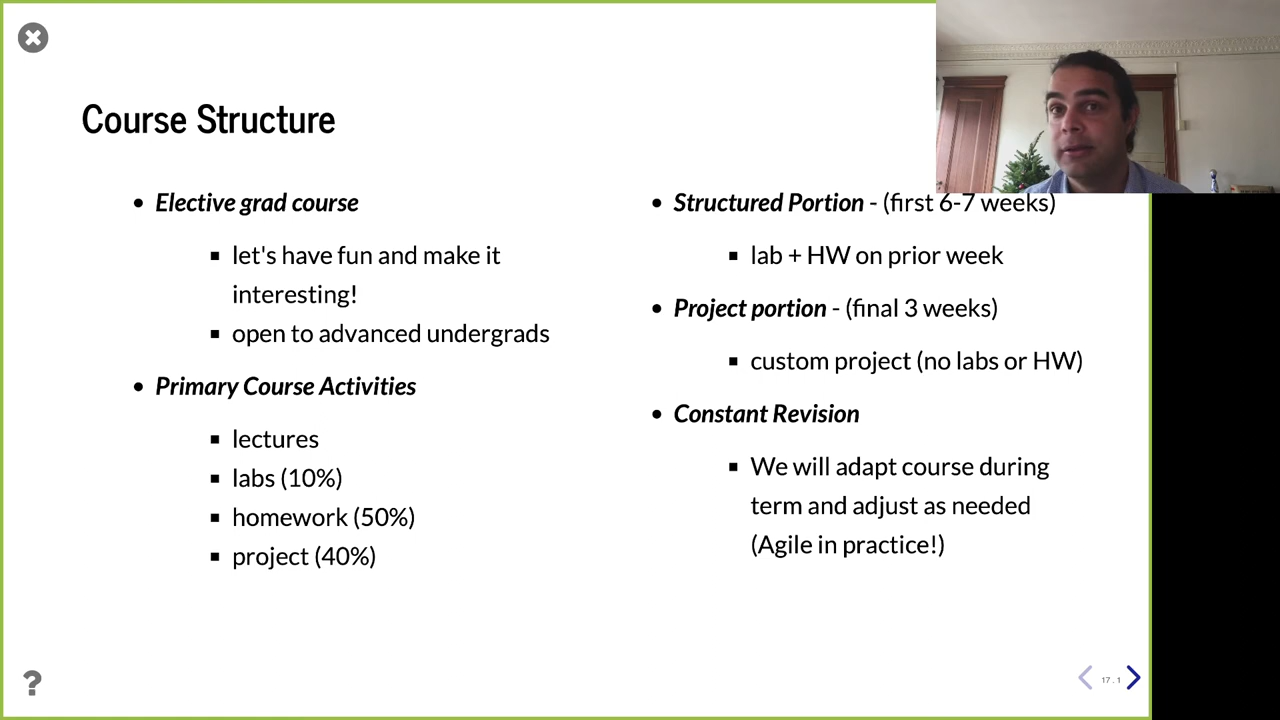 Course Structure
Elective grad course
let's have fun and make it
interesting!
open to advanced undergrads
Primary Course Activities
lectures
labs (10%)
homework (50%)
project (40%)
Structured Portion - (first 6-7 weeks)
lab + HW on prior week
Project portion - (final 3 weeks)
custom project (no labs or HW)
Constant Revision
We will adapt course during
term and adjust as needed
(Agile in practice!)
?
17 . 1